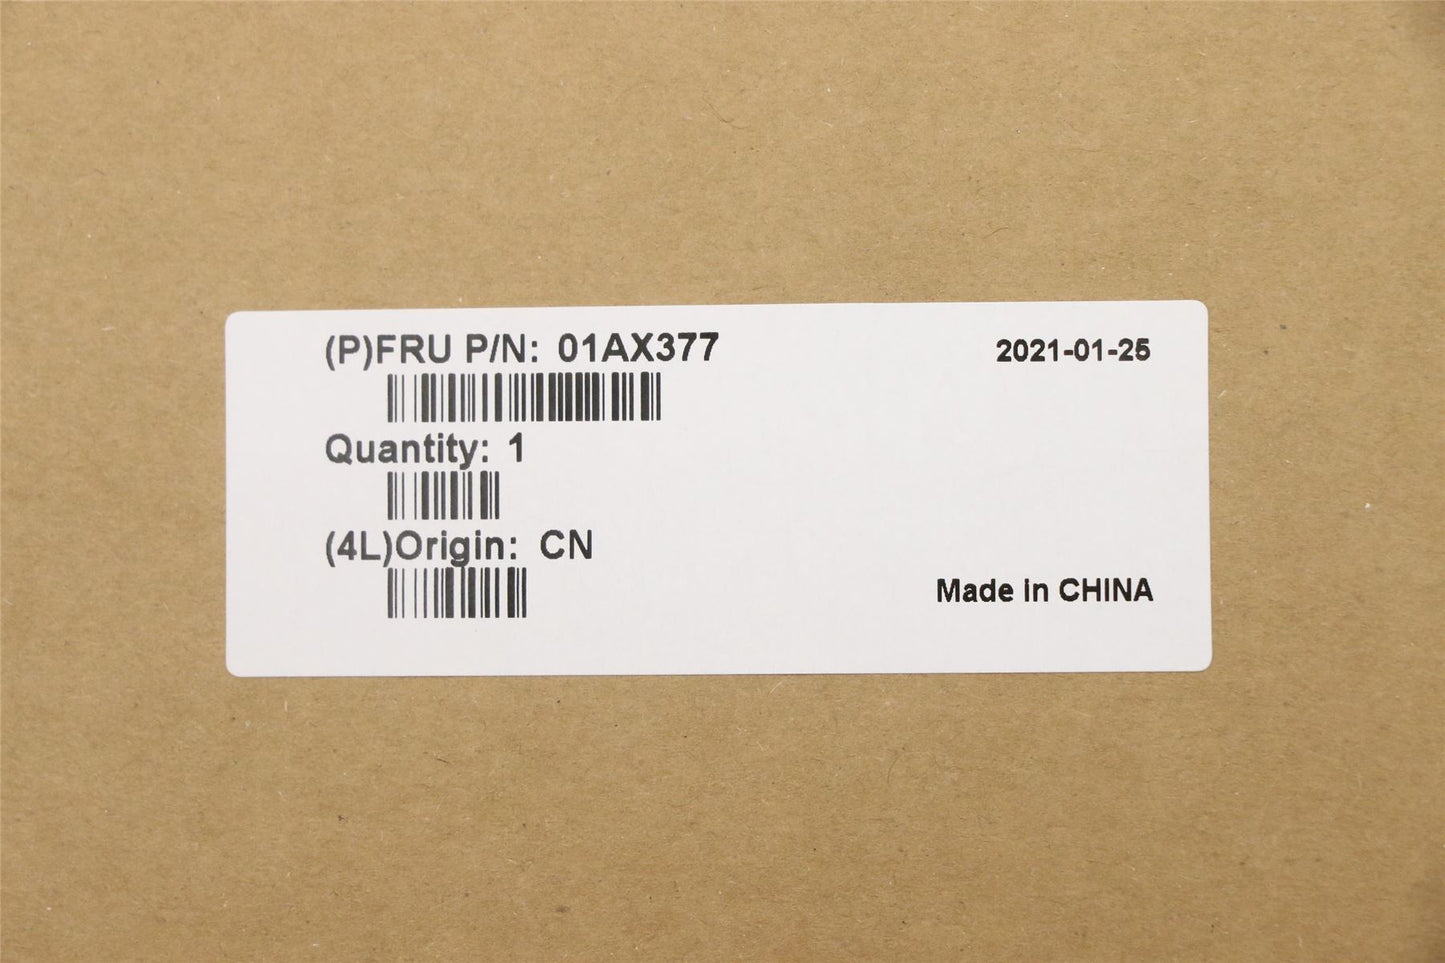 (P)FRU P/N: 01AX377
2021-01-25
Quantity: 1
(4L)Origin: CN
Made in CHINA